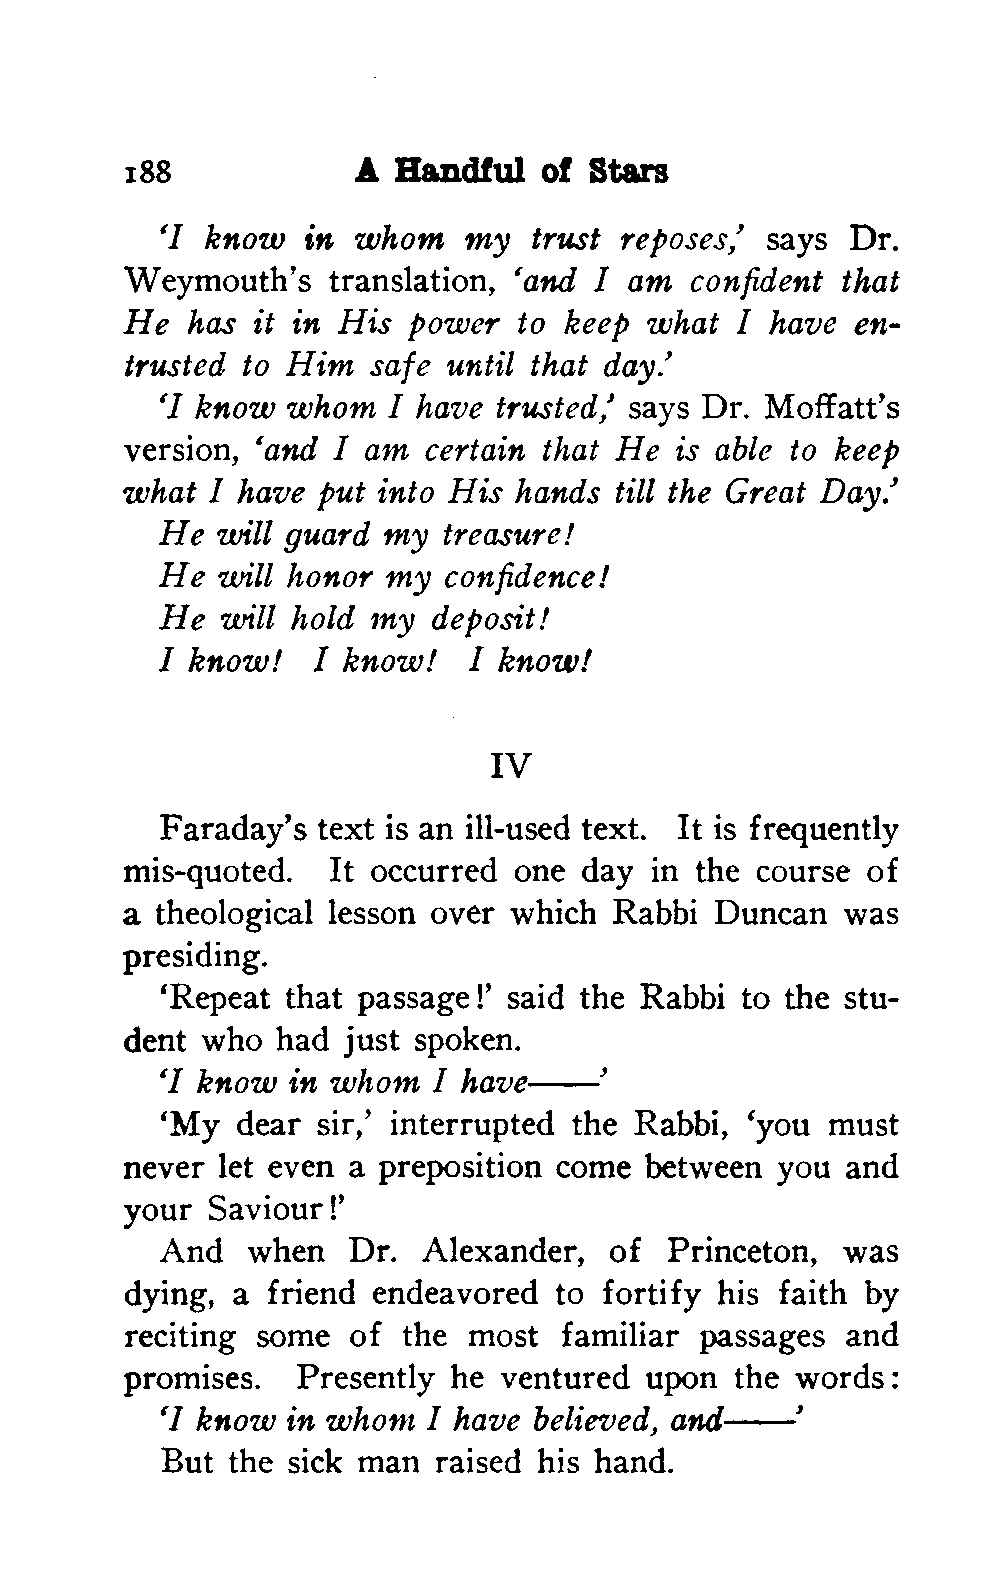 188 A Handful of Stars
'I know in whom my trust reposes,' says Dr.
Weymouth's translation, 'and I am confident that
He has it in His power to keep what I have en-
trusted to Him safe until that day.'
'I know whom I have trusted,' says Dr. Moffatt's
version, 'and I am certain that He is able to keep
what I have put into His hands till the Great Day.'
He will guard my treasure!
He will honor my confidence!
He will hold my deposit!
I know! I know! I know!
IV
Faraday's text is an ill-used text. It is frequently
mis-quoted. It occurred one day in the course of
a theological lesson over which Rabbi Duncan was
presiding.
'Repeat that passage!' said the Rabbi to the stu-
dent who had just spoken.
'I know in whom I have——'
'My dear sir,' interrupted the Rabbi, 'you must
never let even a preposition come between you and
your Saviour!'
And when Dr. Alexander, of Princeton, was
dying, a friend endeavored to fortify his faith by
reciting some of the most familiar passages and
promises. Presently he ventured upon the words:
'I know in whom I have believed, and——'
But the sick man raised his hand.